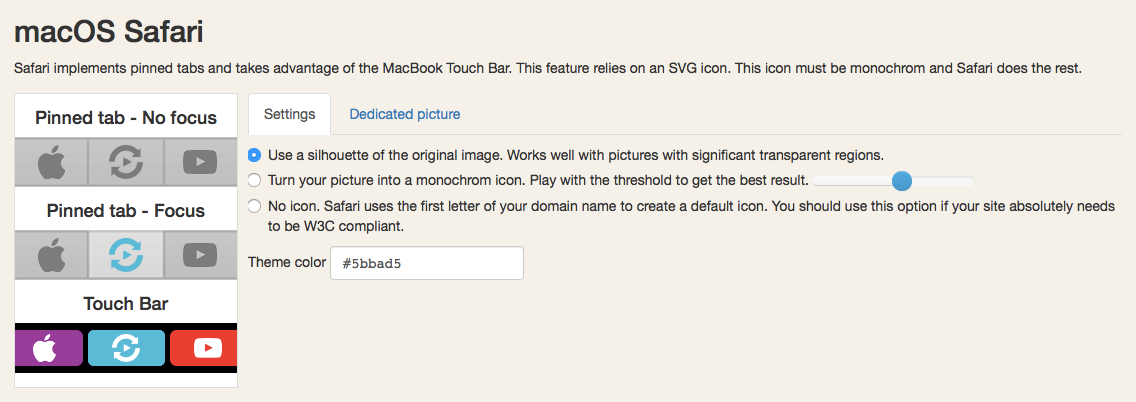 macOS Safari
Safari implements pinned tabs and takes advantage of the MacBook Touch Bar. This feature relies on an SVG icon. This icon must be monochrom and Safari does the rest.
Pinned tab - No focus
Pinned tab - Focus
Touch Bar
Settings
Dedicated picture
Use a silhouette of the original image. Works well with pictures with significant transparent regions.
Turn your picture into a monochrom icon. Play with the threshold to get the best result.
No icon. Safari uses the first letter of your domain name to create a default icon. You should use this option if your site absolutely needs
to be W3C compliant.
Theme color
#5bbad5